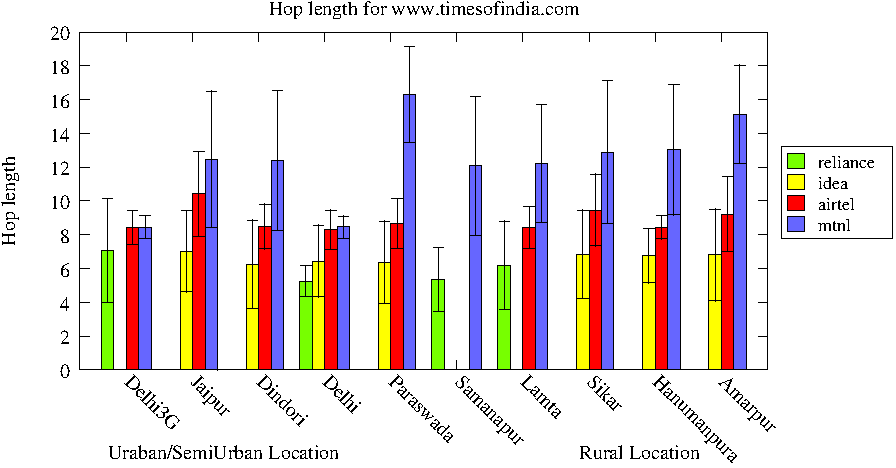 Hop length for www.timesofindia.com
20
18
16
14
12
10
8
6
4
2
0
Hop length
Delhi3G
Jaipur
Dindori
Delhi
Paraswada
Samanapur
Lamta
Sikar
Hanumanpura
Amarpur
Uraban/SemiUrban Location
Rural Location
reliance
idea
airtel
mtnl